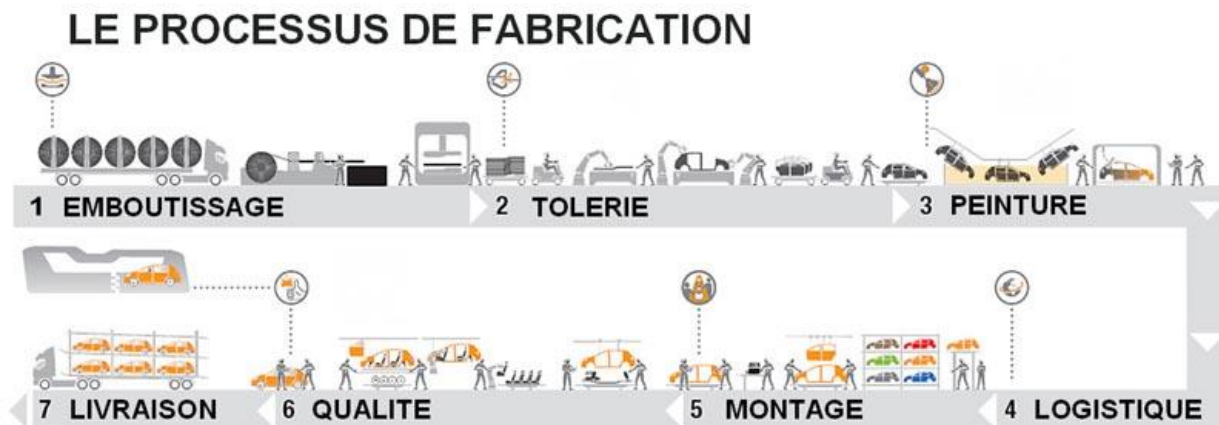 LE PROCESSUS DE FABRICATION
1 EMBOUTISSAGE
2 TOLERIE
3 PEINTURE
7 LIVRAISON
6 QUALITE
5 MONTAGE
4 LOGISTIQUE